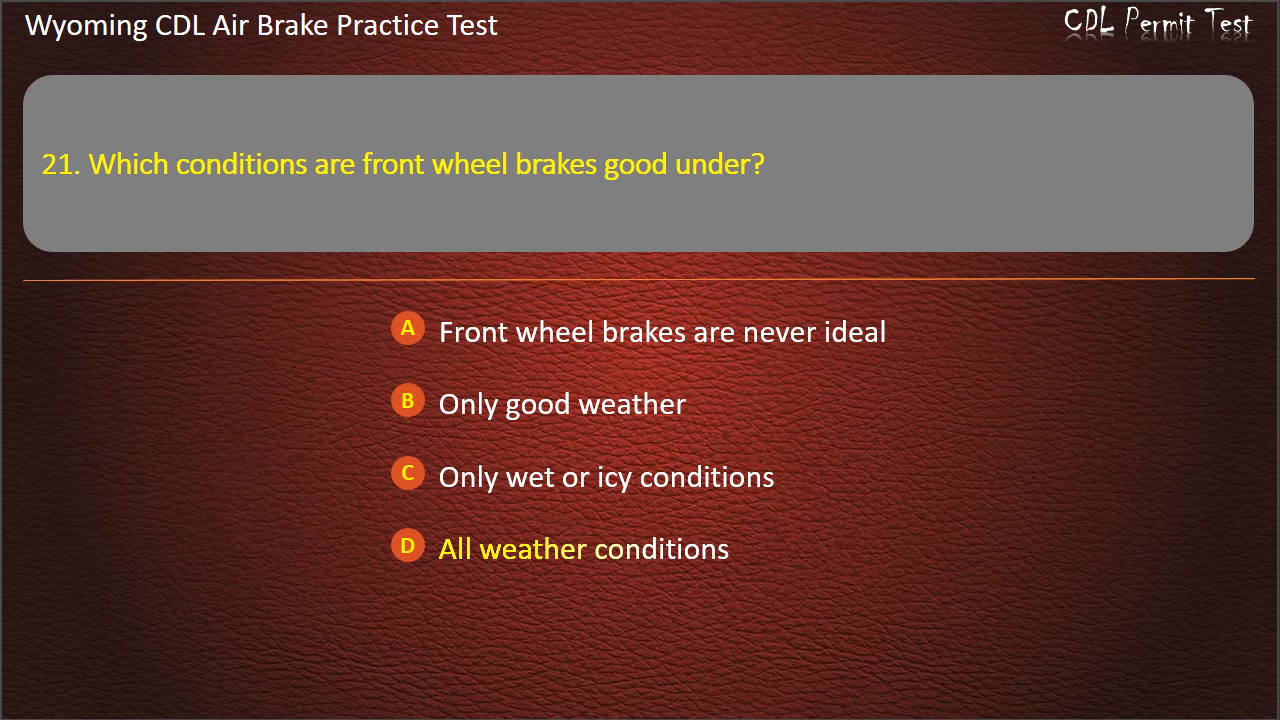 Wyoming CDL Air Brake Practice Test
CDL Permit Test
21. Which conditions are front wheel brakes good under?
A Front wheel brakes are never ideal
B Only good weather
C Only wet or icy conditions
D All weather conditions